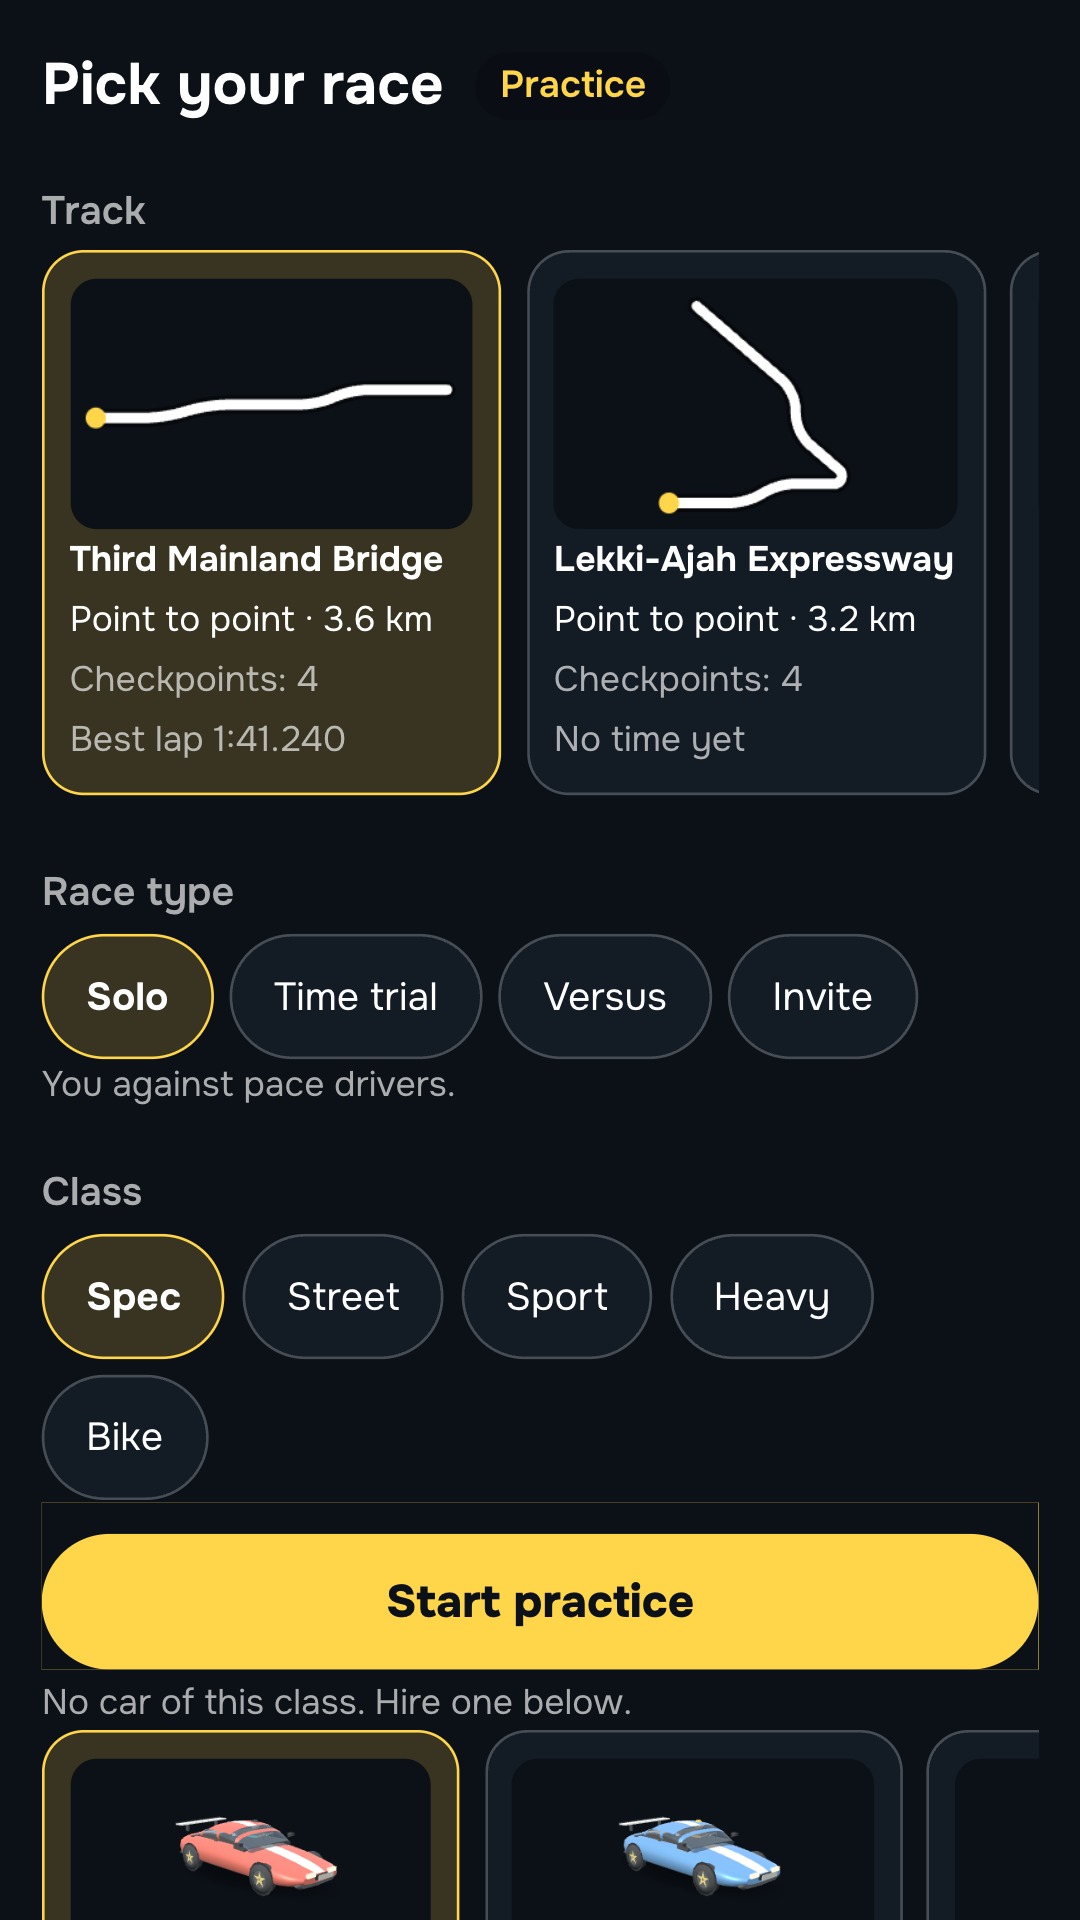 Pick your race
Practice
Track
Third Mainland Bridge
Point to point · 3.6 km
Checkpoints: 4
Best lap 1:41.240
Lekki-Ajah Expressway
Point to point · 3.2 km
Checkpoints: 4
No time yet
Race type
Solo
Time trial
Versus
Invite
You against pace drivers.
Class
Spec
Street
Sport
Heavy
Bike
Start practice
No car of this class. Hire one below.